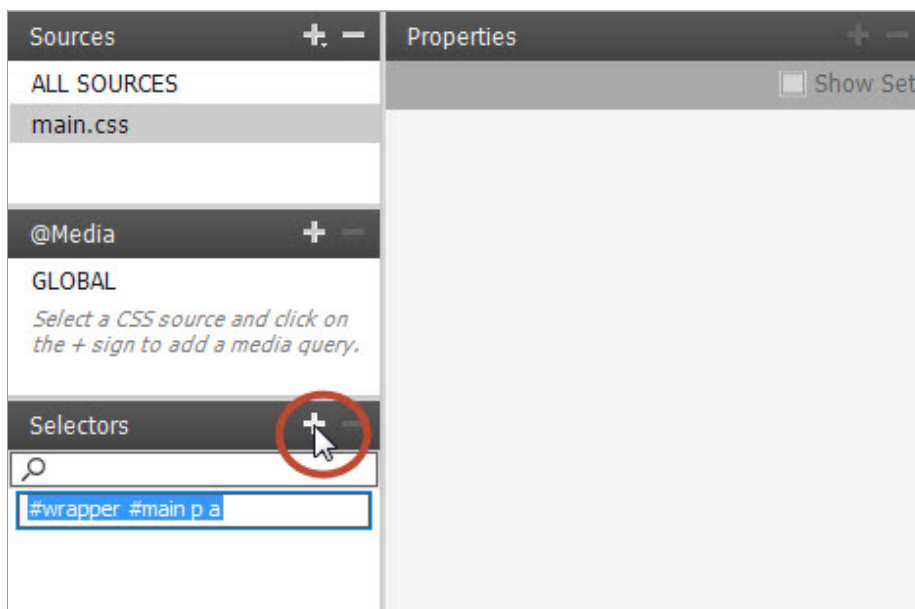 Sources
Properties
ALL SOURCES
Show Set
main.css
@Media
GLOBAL
Select a CSS source and click on
the + sign to add a media query.
Selectors
#wrapper #main p a